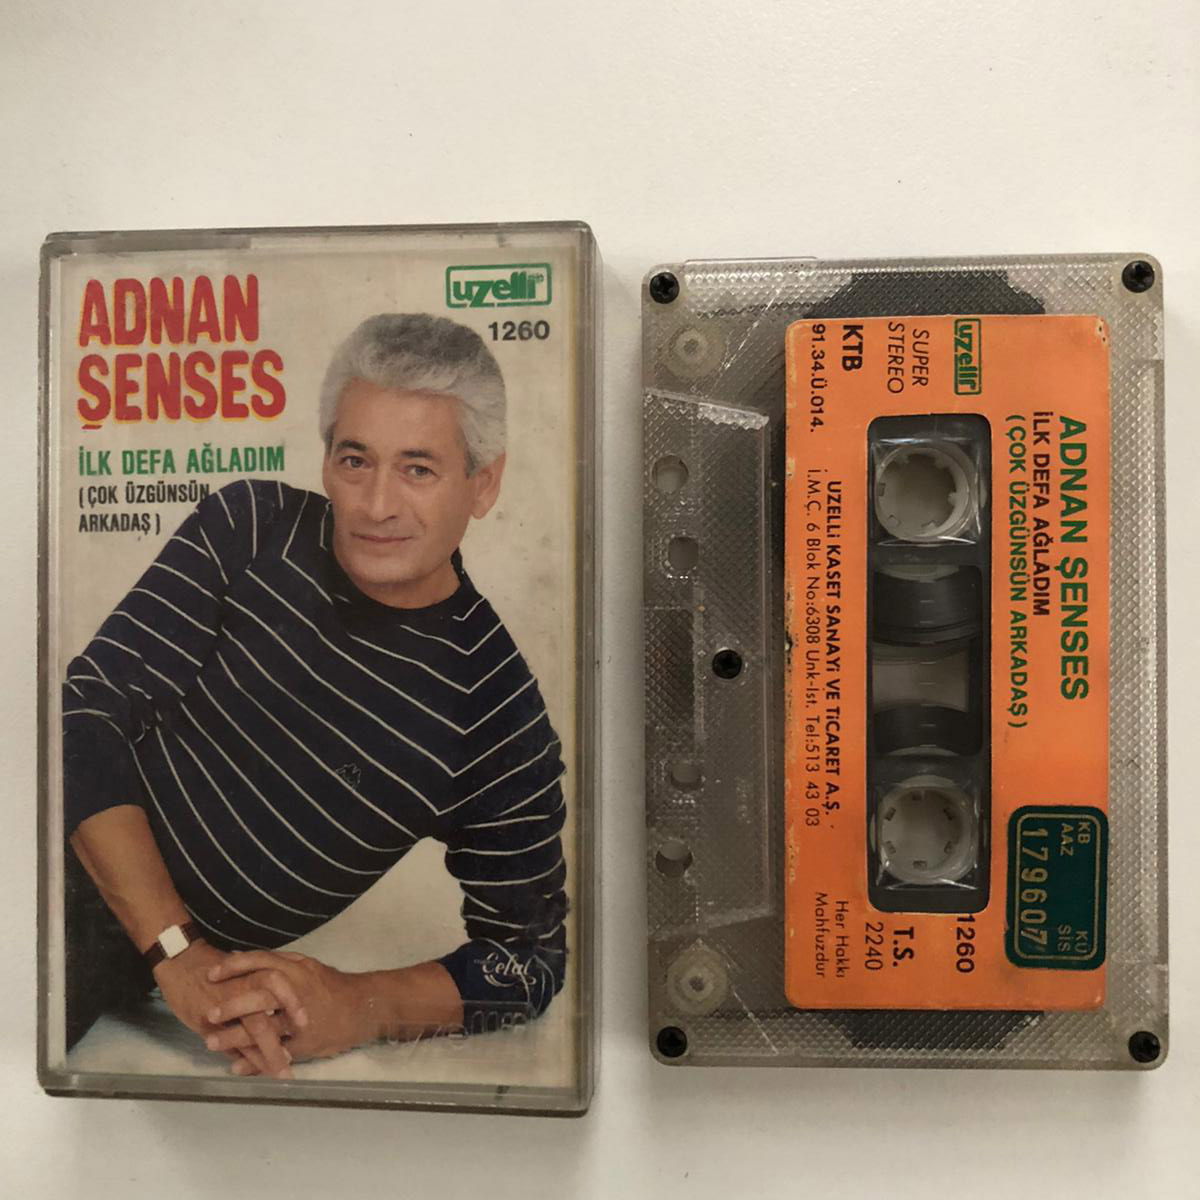 ADNAN
ŞENSES
İLK DEFA AĞLADIM
(ÇOK ÜZGÜNSÜN
ARKADAŞ)
uzelli
1260
Celal
uzelli
ADNAN ŞENSES
İLK DEFA AĞLADIM
(ÇOK ÜZGÜNSÜN ARKADAŞ)
uzelli
SUPER
STEREO
KTB
91.34.Ü.014.
UZELLİ KASET SANAYİ VE TİCARET A.Ş.
İ.M.Ç. 6 Blok No:6308 Unk-İst. Tel:513 43 03
KB
AAZ
KÜ
SİS
179607
1260
T.S.
2240
Her Hakkı
Mahfuzdur